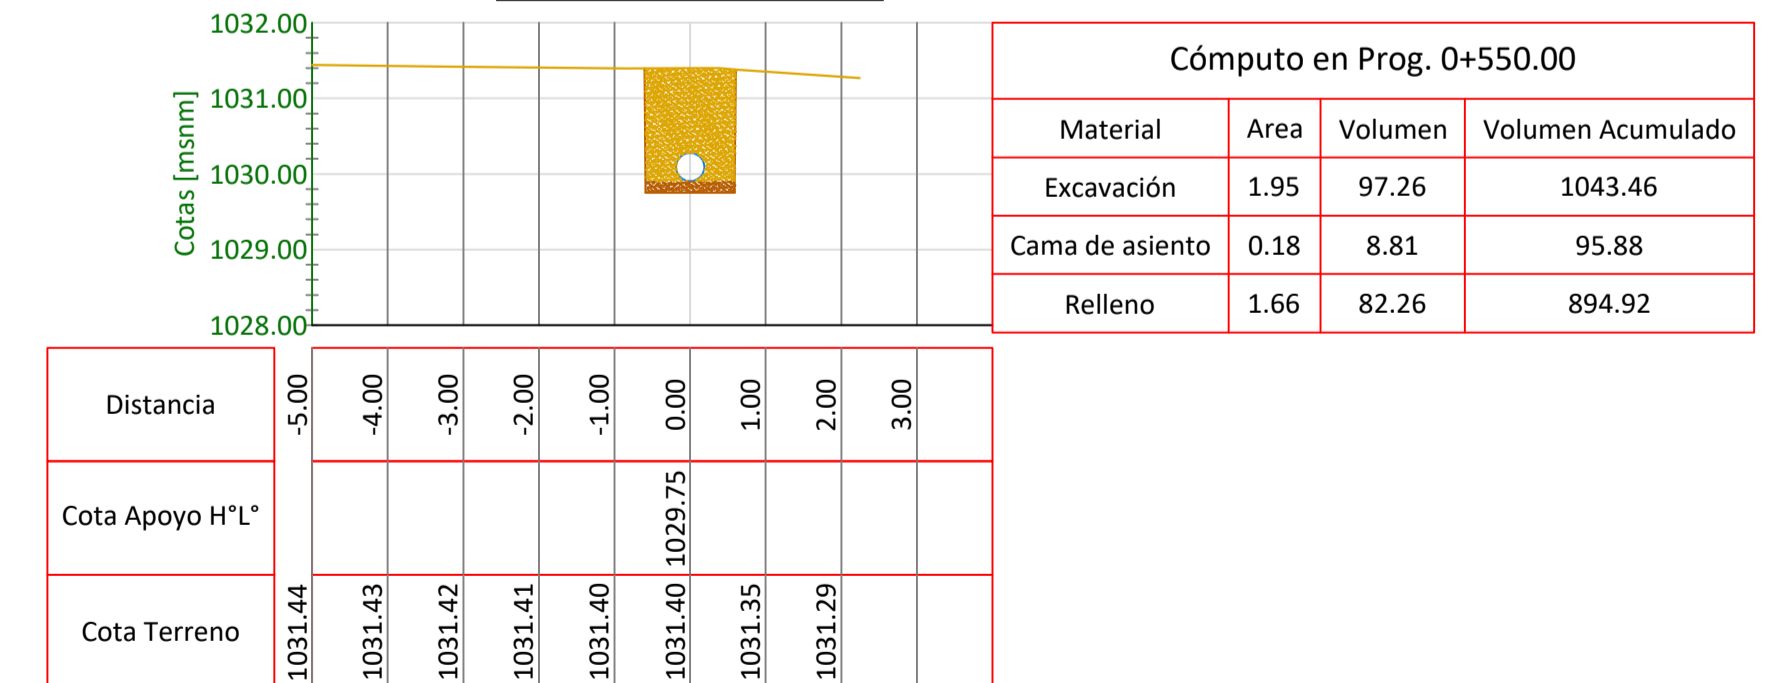 1032.00
1031.00
1030.00
1029.00
1028.00
Cotas [msnm]
Cómputo en Prog. 0+550.00
Material Area Volumen Volumen Acumulado
Excavación 1.95 97.26 1043.46
Cama de asiento 0.18 8.81 95.88
Relleno 1.66 82.26 894.92
Distancia -5.00 -4.00 -3.00 -2.00 -1.00 0.00 1.00 2.00 3.00
Cota Apoyo H°L° 1029.75
Cota Terreno 1031.44 1031.43 1031.42 1031.41 1031.40 1031.40 1031.35 1031.29